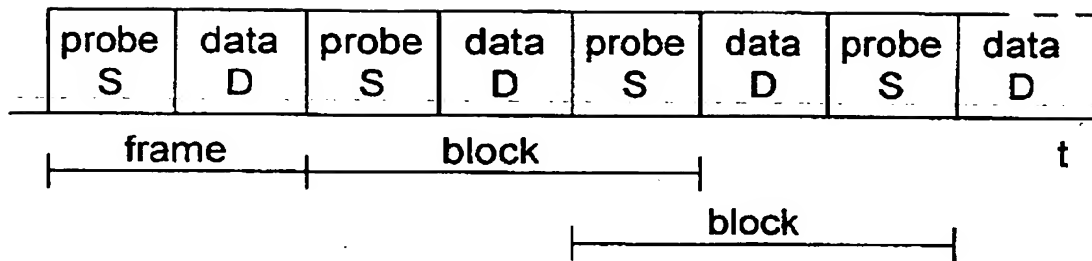 probe data probe data probe data probe data
S D S D S D S D
frame block t
block